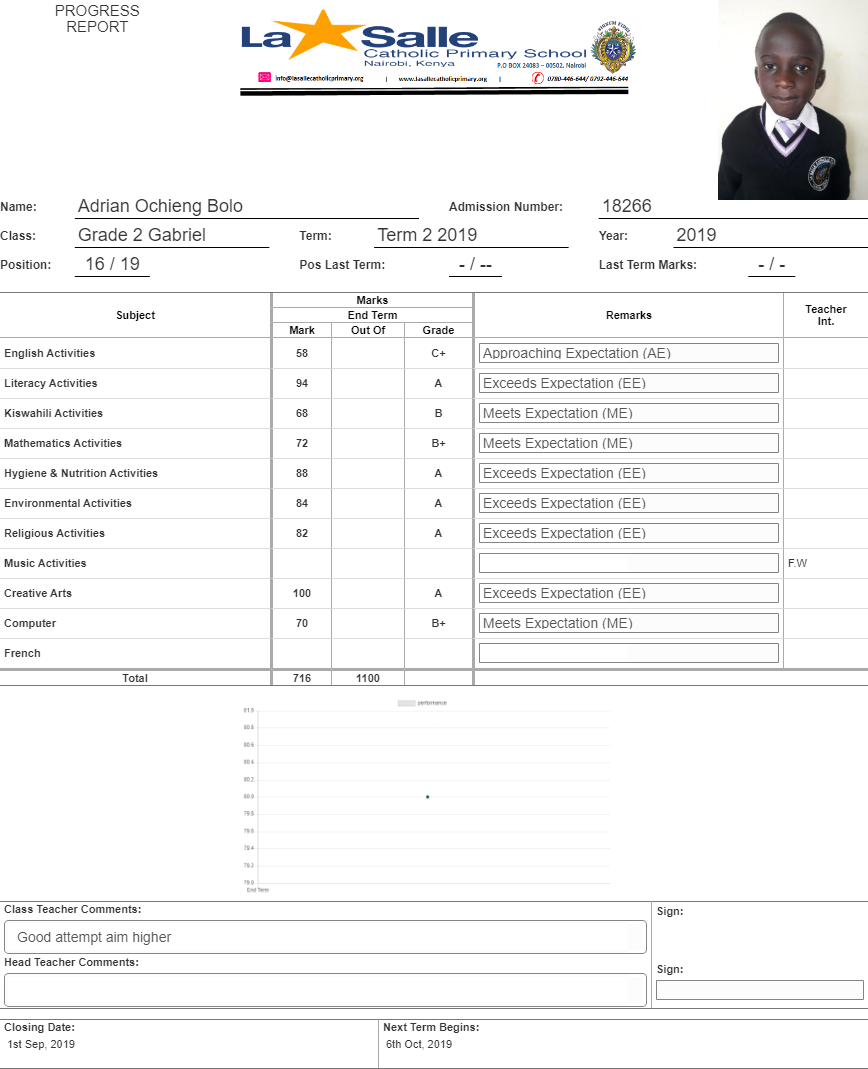 PROGRESS
REPORT
La Salle
Catholic Primary School
Nairobi, Kenya
P.O BOX 24083 – 00502, Nairobi
info@lasallecatholicprimary.org | www.lasallecatholicprimary.org | 0780-446-644/ 0792-446-644
Name: Adrian Ochieng Bolo Admission Number: 18266
Class: Grade 2 Gabriel Term: Term 2 2019 Year: 2019
Position: 16 / 19 Pos Last Term: - / -- Last Term Marks: - / -
Subject Marks Remarks Teacher Int.
End Term
Mark Out Of Grade
English Activities 58 C+ Approaching Expectation (AE)
Literacy Activities 94 A Exceeds Expectation (EE)
Kiswahili Activities 68 B Meets Expectation (ME)
Mathematics Activities 72 B+ Meets Expectation (ME)
Hygiene & Nutrition Activities 88 A Exceeds Expectation (EE)
Environmental Activities 84 A Exceeds Expectation (EE)
Religious Activities 82 A Exceeds Expectation (EE)
Music Activities F.W
Creative Arts 100 A Exceeds Expectation (EE)
Computer 70 B+ Meets Expectation (ME)
French
Total 716 1100
performance
81.0
80.8
80.6
80.4
80.2
80.0
79.8
79.6
79.4
79.2
79.0
End Term
Class Teacher Comments: Sign:
Good attempt aim higher
Head Teacher Comments:
Sign:
Closing Date: Next Term Begins:
1st Sep, 2019 6th Oct, 2019